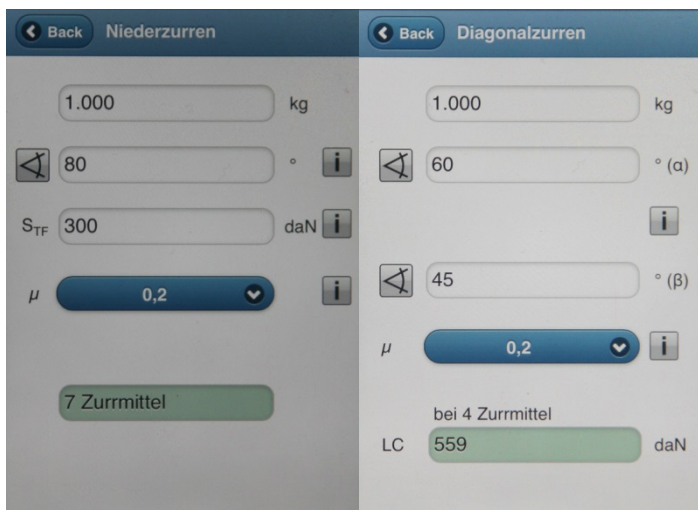 Back Niederzurren
1.000 kg
80 ° i
STF 300 daN i
μ 0,2 i
7 Zurrmittel
Back Diagonalzurren
1.000 kg
60 ° (α)
i
45 ° (β)
μ 0,2 i
bei 4 Zurrmittel
LC 559 daN